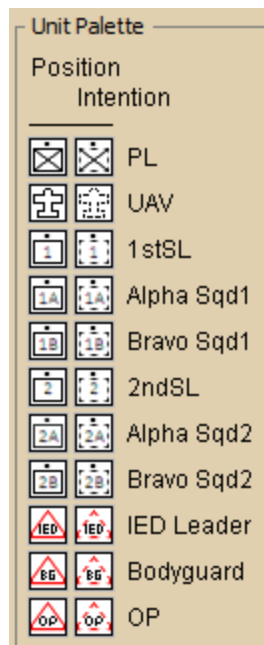 Unit Palette
Position
Intention
PL
UAV
1 1 1stSL
1A 1A Alpha Sqd1
1B 1B Bravo Sqd1
2 2 2ndSL
2A 2A Alpha Sqd2
2B 2B Bravo Sqd2
IED IED IED Leader
BG BG Bodyguard
OP OP OP